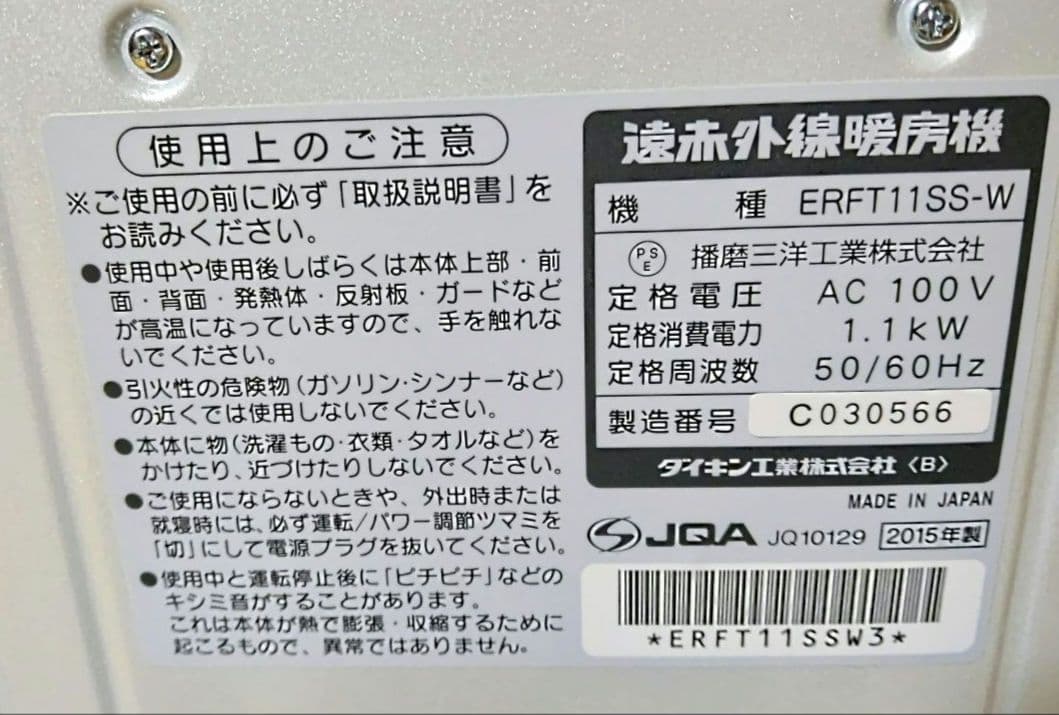 使用上のご注意
※ご使用の前に必ず「取扱説明書」を
お読みください。
●使用中や使用後しばらくは本体上部・前
面・背面・発熱体・反射板・ガードなど
が高温になっていますので、手を触れな
いでください。
●引火性の危険物(ガソリン・シンナーなど)
の近くでは使用しないでください。
●本体に物(洗濯もの・衣類・タオルなど)を
かけたり、近づけたりしないでください。
●ご使用にならないときや、外出時または
就寝時には、必ず運転/パワー調節ツマミを
「切」にして電源プラグを抜いてください。
●使用中と運転停止後に「ピチピチ」などの
キシミ音がすることがあります。
これは本体が熱で膨張・収縮するために
起こるもので、異常ではありません。
遠赤外線暖房機
機種 ERFT11SS-W
PSE 播磨三洋工業株式会社
定格電圧 AC 100V
定格消費電力 1.1kW
定格周波数 50/60Hz
製造番号 C030566
ダイキン工業株式会社〈B〉
MADE IN JAPAN
JQA JQ10129 2015年製
*ERFT11SSW3*